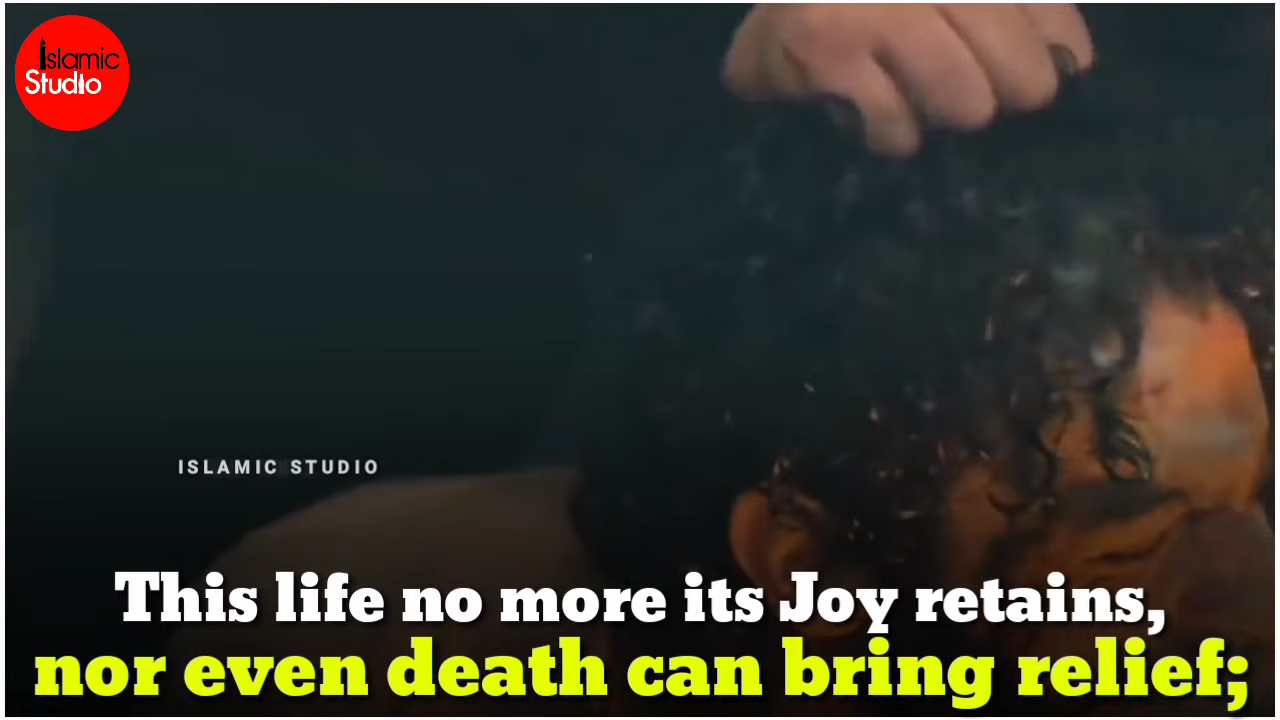 Islamic
Studio
ISLAMIC STUDIO
This life no more its Joy retains,
nor even death can bring relief;